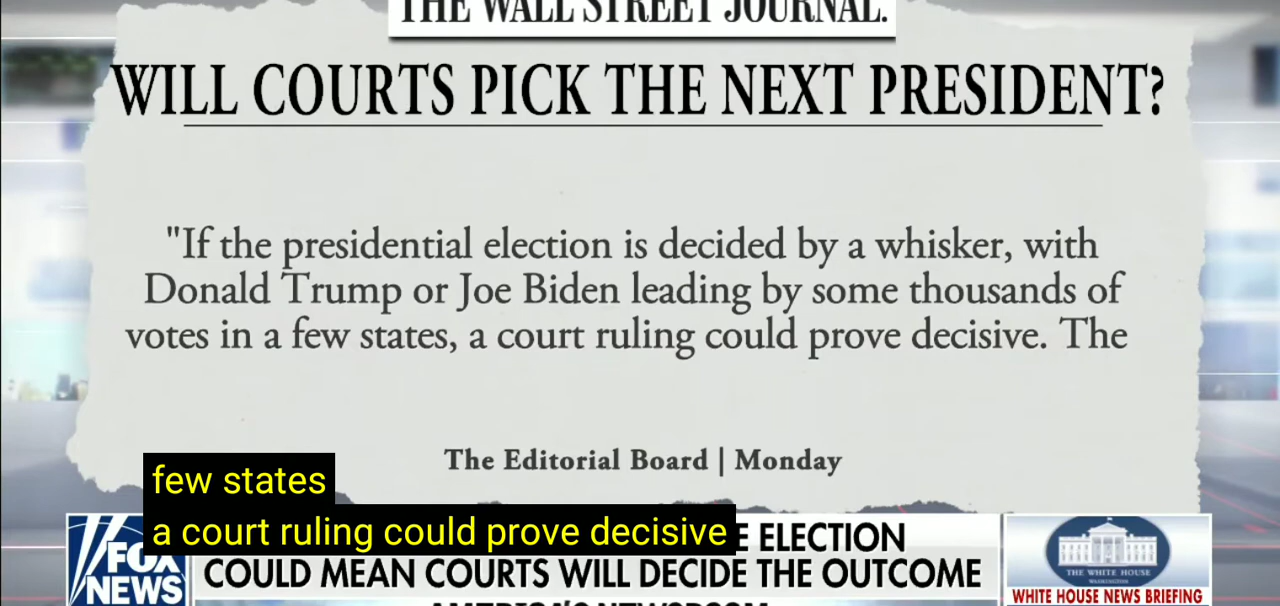 THE WALL STREET JOURNAL.
WILL COURTS PICK THE NEXT PRESIDENT?
"If the presidential election is decided by a whisker, with
Donald Trump or Joe Biden leading by some thousands of
votes in a few states, a court ruling could prove decisive. The
The Editorial Board | Monday
few states
a court ruling could prove decisive
ELECTION
COULD MEAN COURTS WILL DECIDE THE OUTCOME
AMERICA'S NEWSROOM
FOX
NEWS
THE WHITE HOUSE
WASHINGTON
WHITE HOUSE NEWS BRIEFING